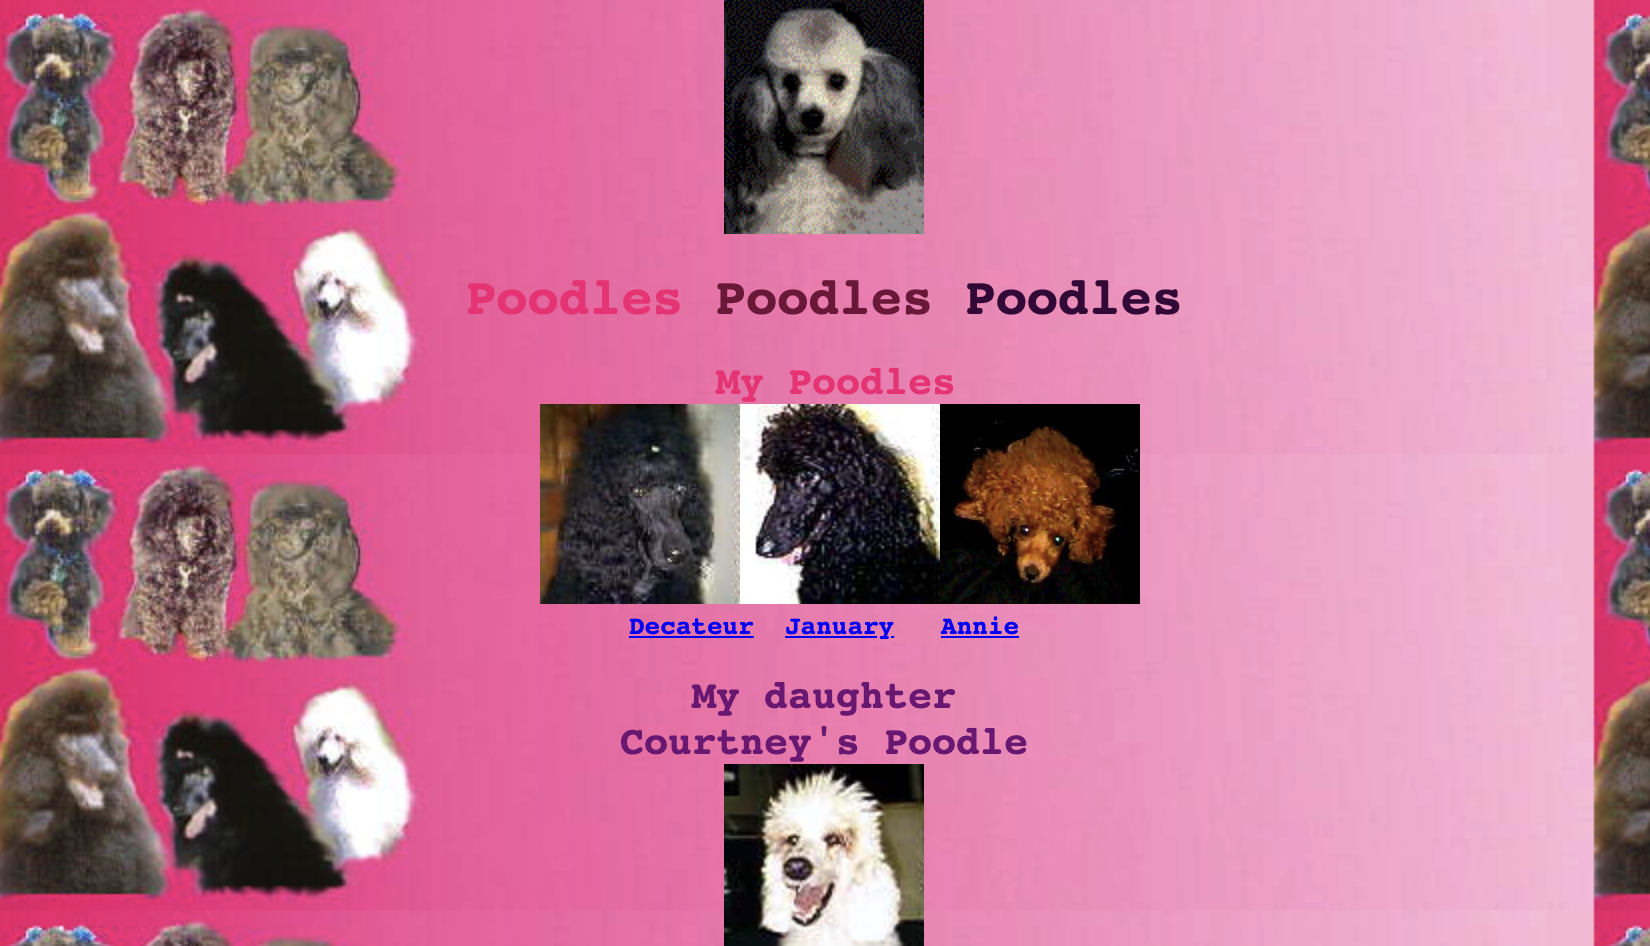 Poodles Poodles Poodles
My Poodles
Decateur January Annie
My daughter
Courtney's Poodle